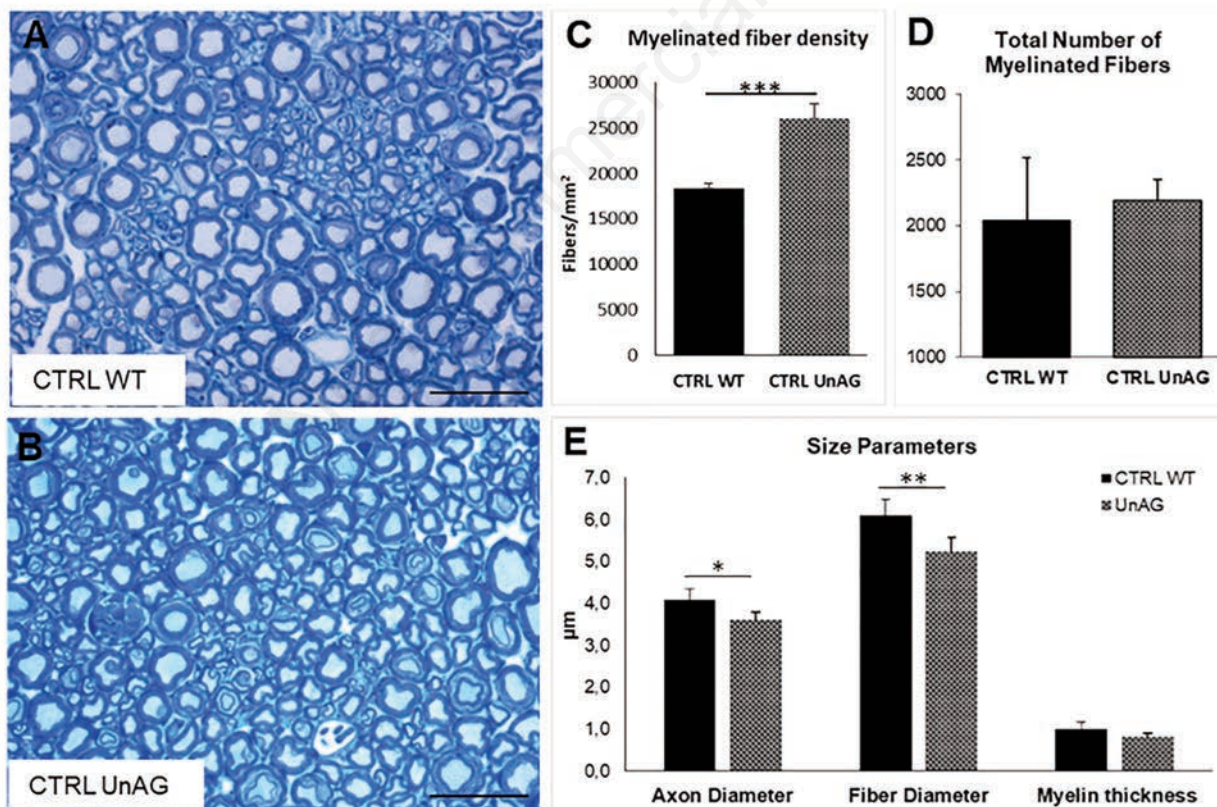 A
CTRL WT
B
CTRL UnAG
C
Myelinated fiber density
***
30000
25000
20000
15000
10000
5000
0
Fibers/mm²
CTRL WT CTRL UnAG
D
Total Number of
Myelinated Fibers
3000
2500
2000
1500
1000
CTRL WT CTRL UnAG
E
Size Parameters
CTRL WT
UnAG
7.0
6.0
5.0
4.0
3.0
2.0
1.0
0.0
µm
*
**
Axon Diameter Fiber Diameter Myelin thickness